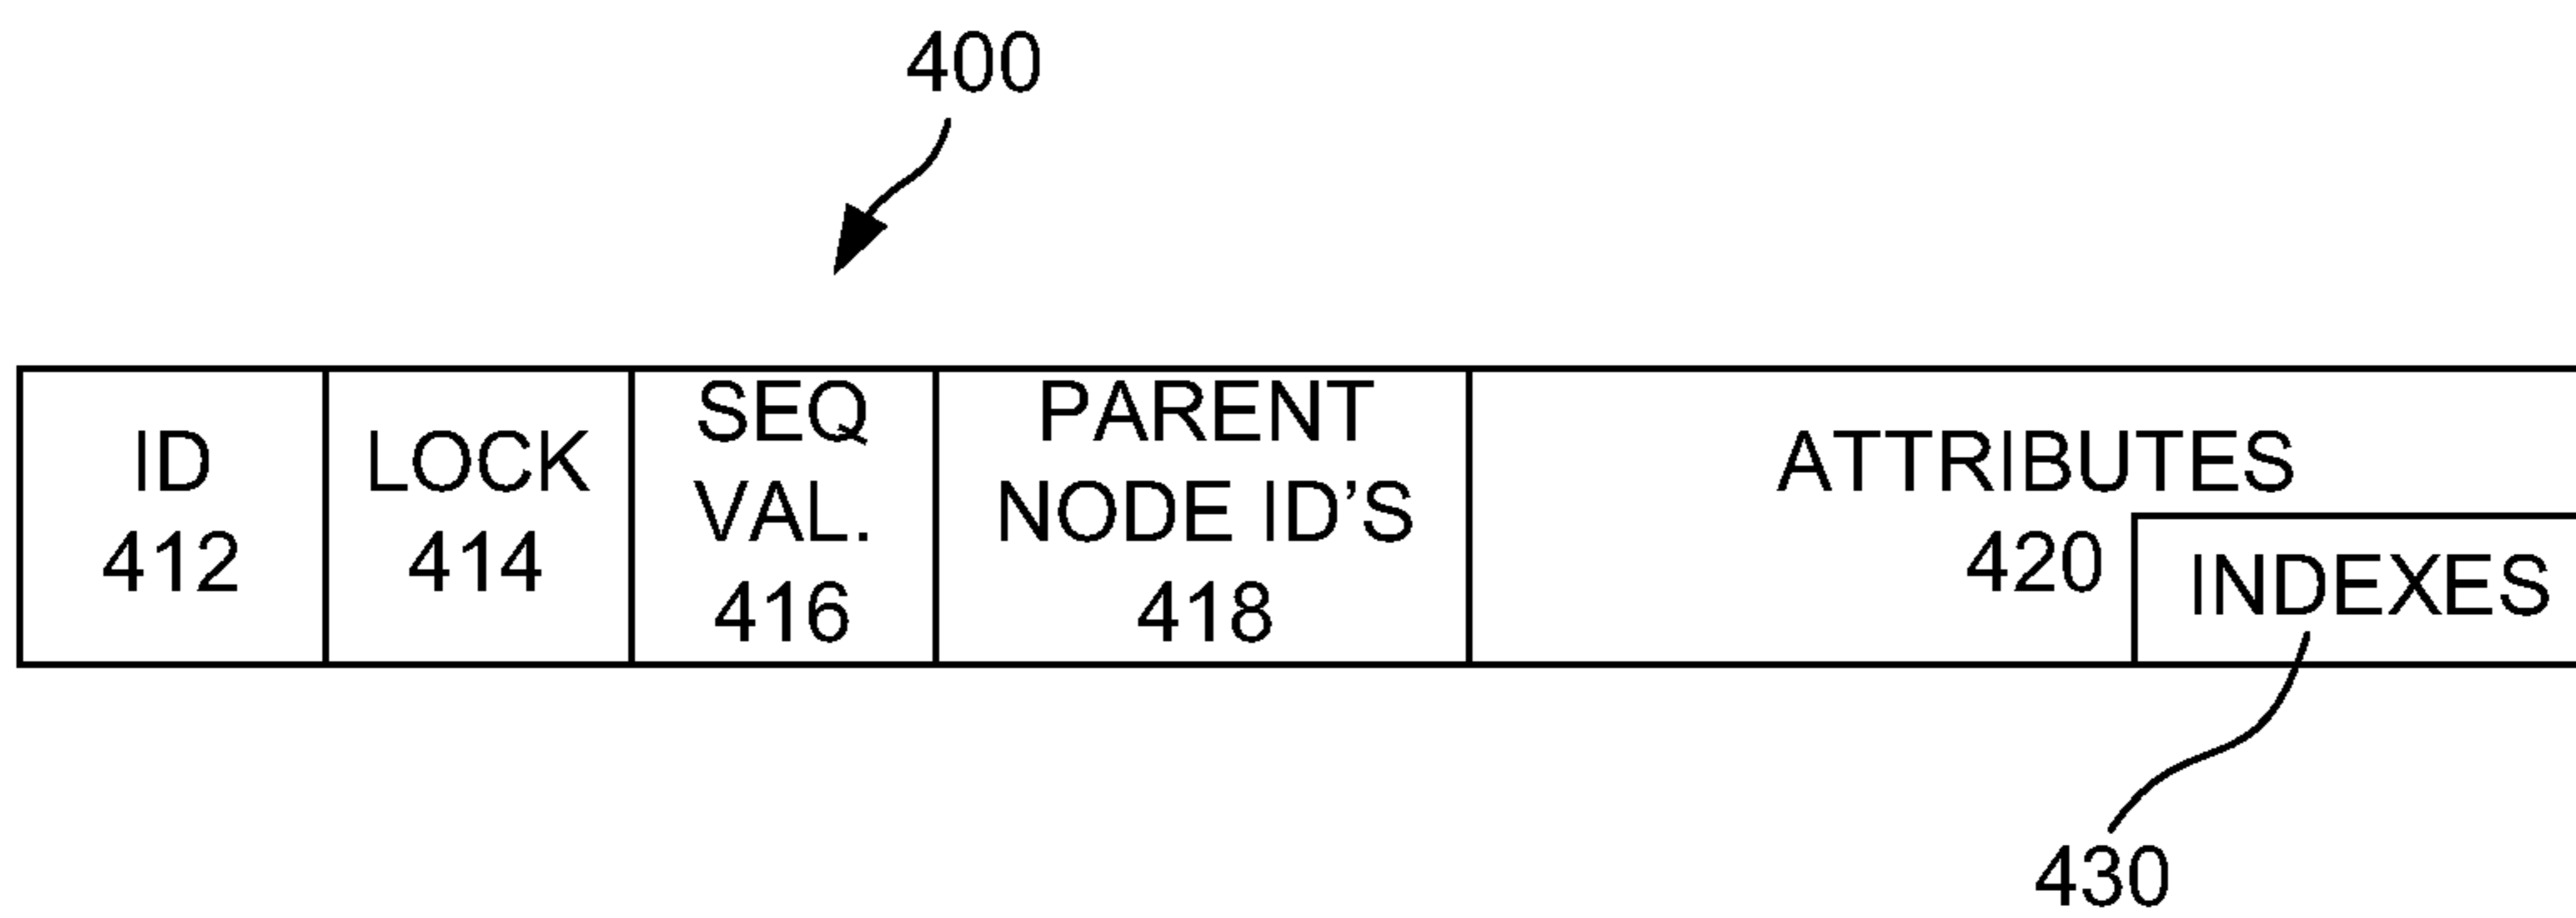 400
ID
412
LOCK
414
SEQ
VAL.
416
PARENT
NODE ID'S
418
ATTRIBUTES
420
INDEXES
430